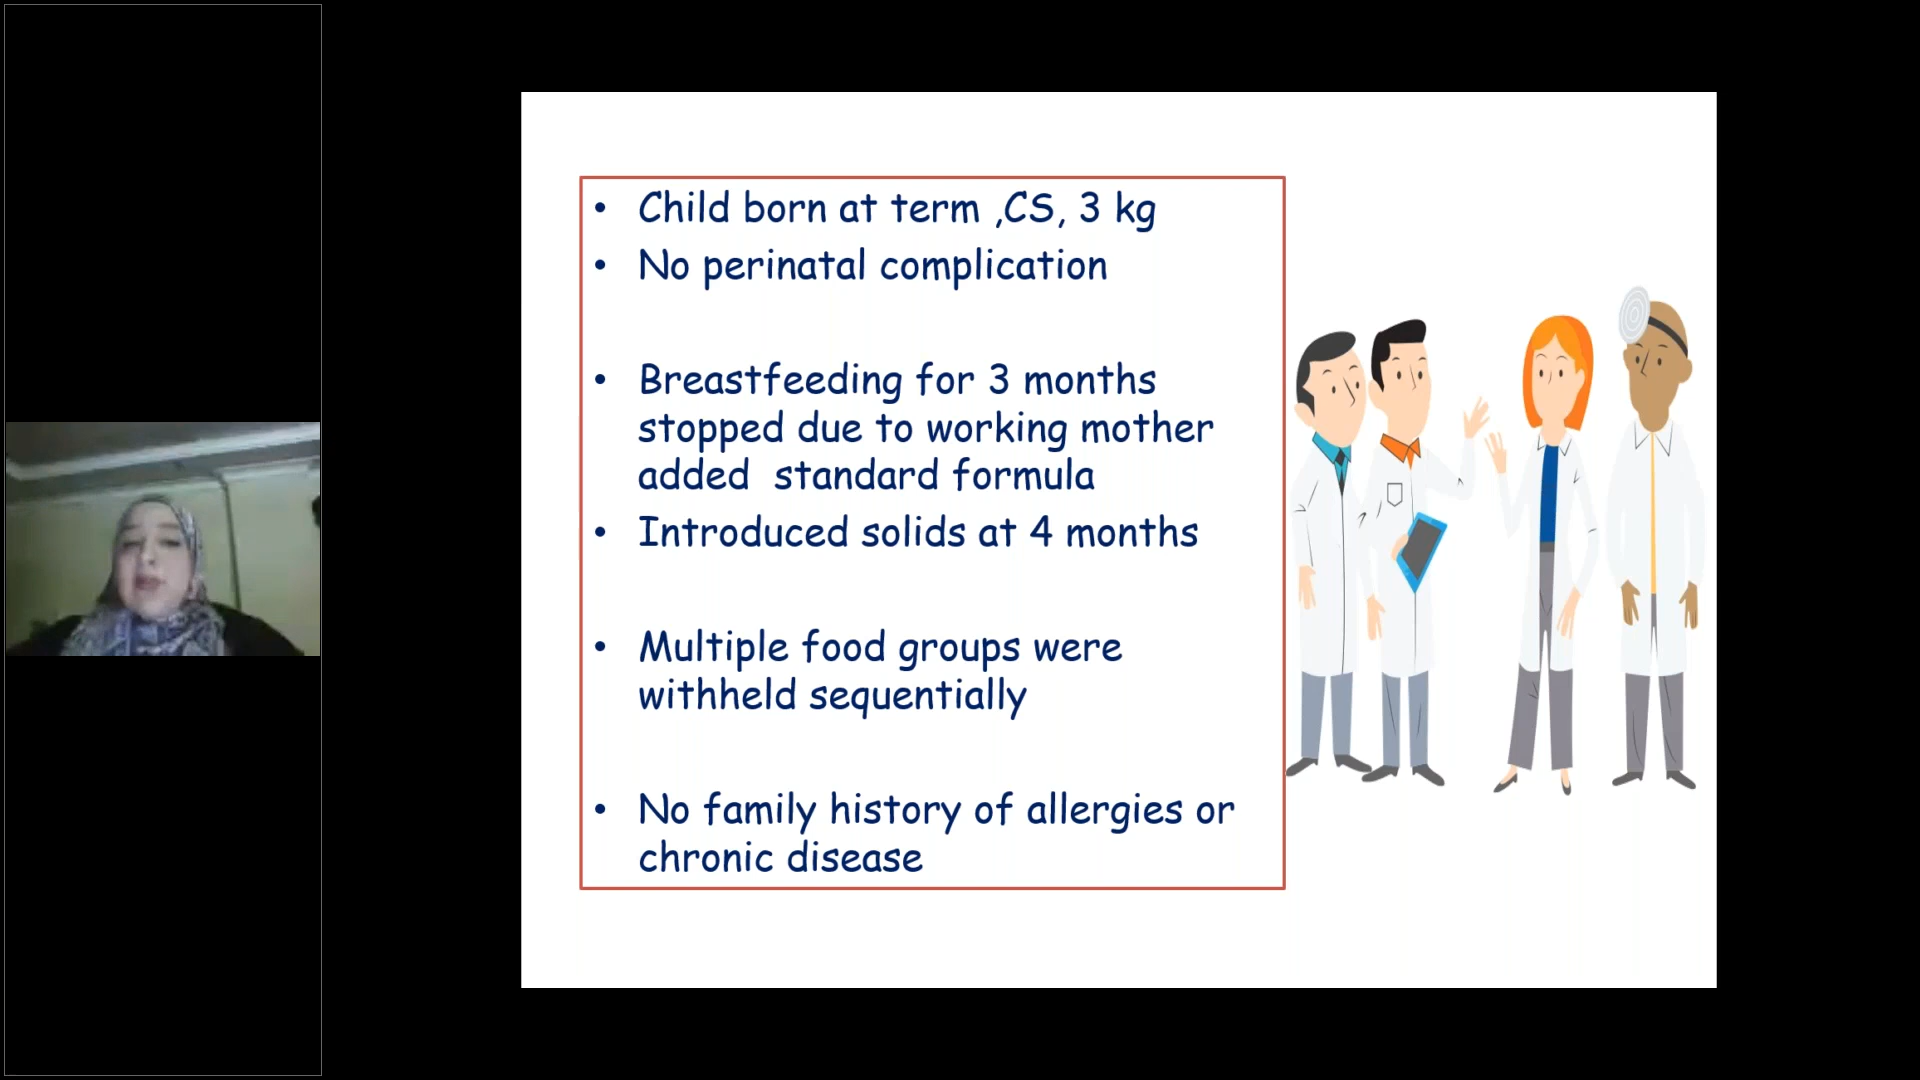 • Child born at term ,CS, 3 kg
• No perinatal complication
• Breastfeeding for 3 months
stopped due to working mother
added  standard formula
• Introduced solids at 4 months
• Multiple food groups were
withheld sequentially
• No family history of allergies or
chronic disease